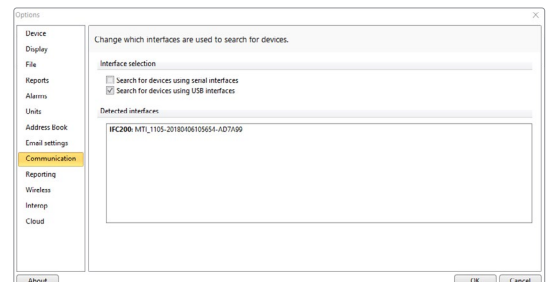 Options
Device
Display
File
Reports
Alarms
Units
Address Book
Email settings
Communication
Reporting
Wireless
Interop
Cloud
Change which interfaces are used to search for devices.
Interface selection
Search for devices using serial interfaces
Search for devices using USB interfaces
Detected interfaces
IFC200: MTI_1105-20180406105654-AD7A99
About
OK
Cancel